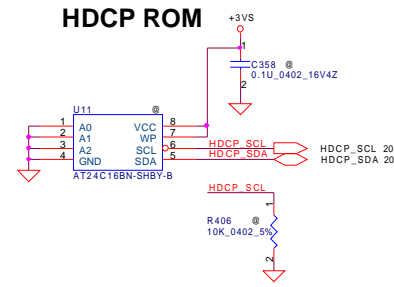 HDCP ROM
+3VS
1
C358 @
0.1U_0402_16V4Z
2
U11 @
1 A0 VCC 8
2 A1 WP 7
3 A2 SCL 6
4 GND SDA 5
AT24C16BN-SHBY-B
HDCP_SCL HDCP_SCL 20
HDCP_SDA HDCP_SDA 20
HDCP_SCL
1
R406 @
10K_0402_5%
2